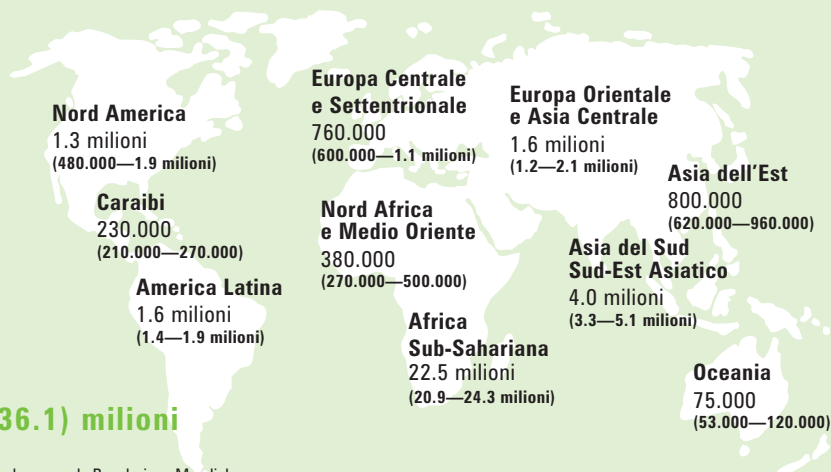 Nord America
1.3 milioni
(480.000—1.9 milioni)
Caraibi
230.000
(210.000—270.000)
America Latina
1.6 milioni
(1.4—1.9 milioni)
Europa Centrale
e Settentrionale
760.000
(600.000—1.1 milioni)
Nord Africa
e Medio Oriente
380.000
(270.000—500.000)
Africa
Sub-Sahariana
22.5 milioni
(20.9—24.3 milioni)
Europa Orientale
e Asia Centrale
1.6 milioni
(1.2—2.1 milioni)
Asia dell'Est
800.000
(620.000—960.000)
Asia del Sud
Sud-Est Asiatico
4.0 milioni
(3.3—5.1 milioni)
Oceania
75.000
(53.000—120.000)
36.1) milioni